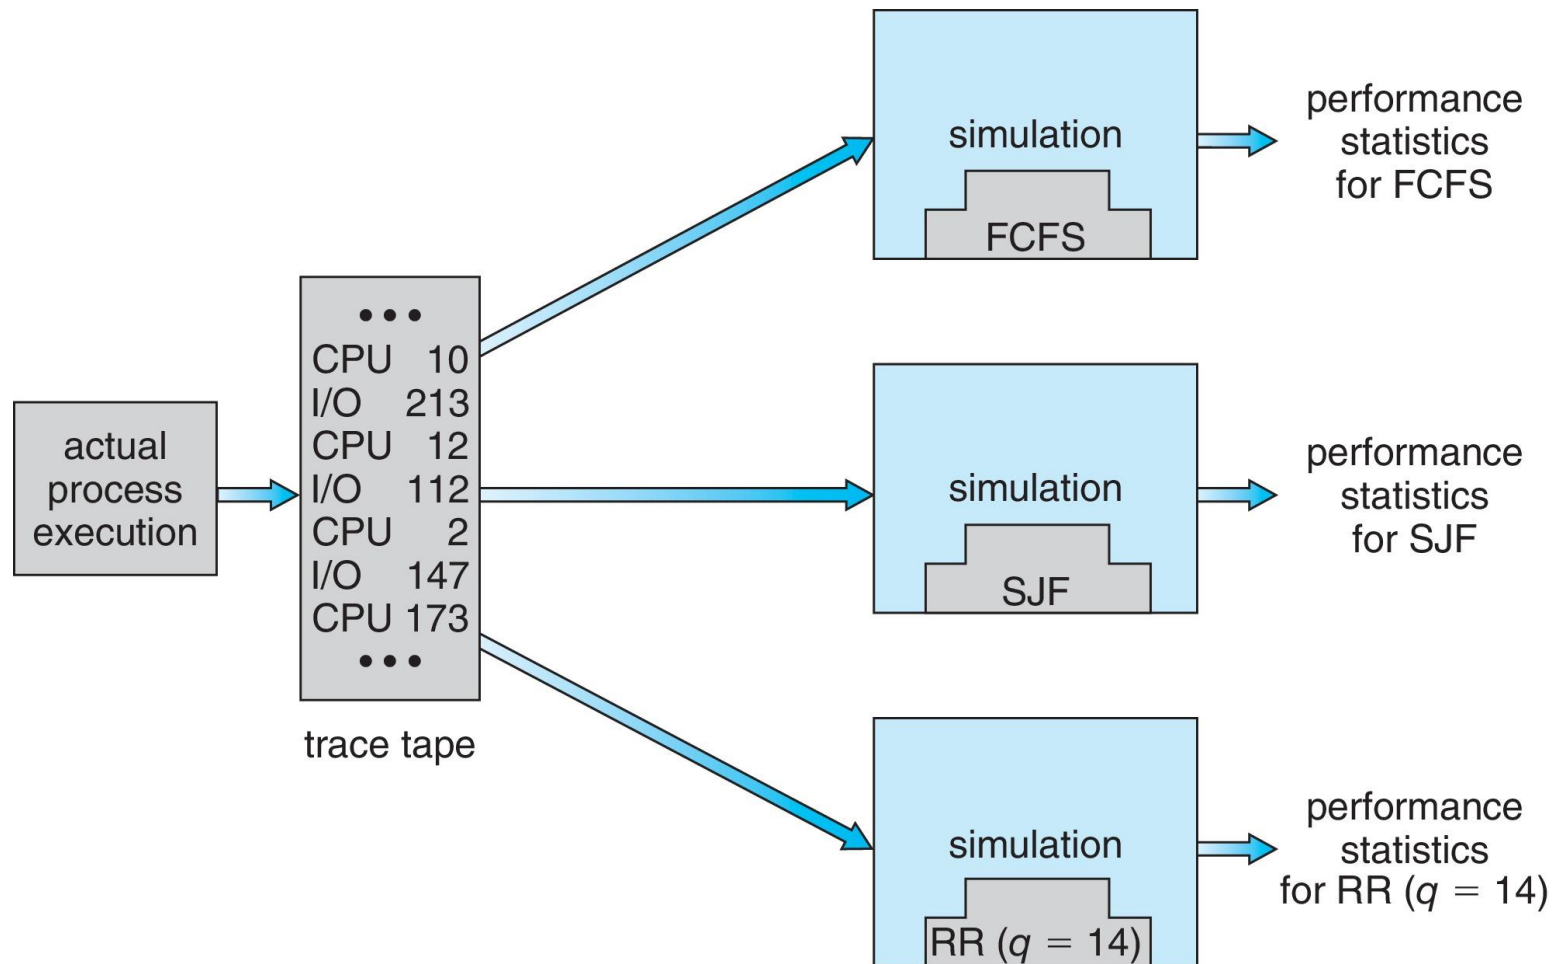 actual
process
execution
• • •
CPU 10
I/O 213
CPU 12
I/O 112
CPU 2
I/O 147
CPU 173
• • •
trace tape
simulation
FCFS
performance
statistics
for FCFS
simulation
SJF
performance
statistics
for SJF
simulation
RR (q = 14)
performance
statistics
for RR (q = 14)